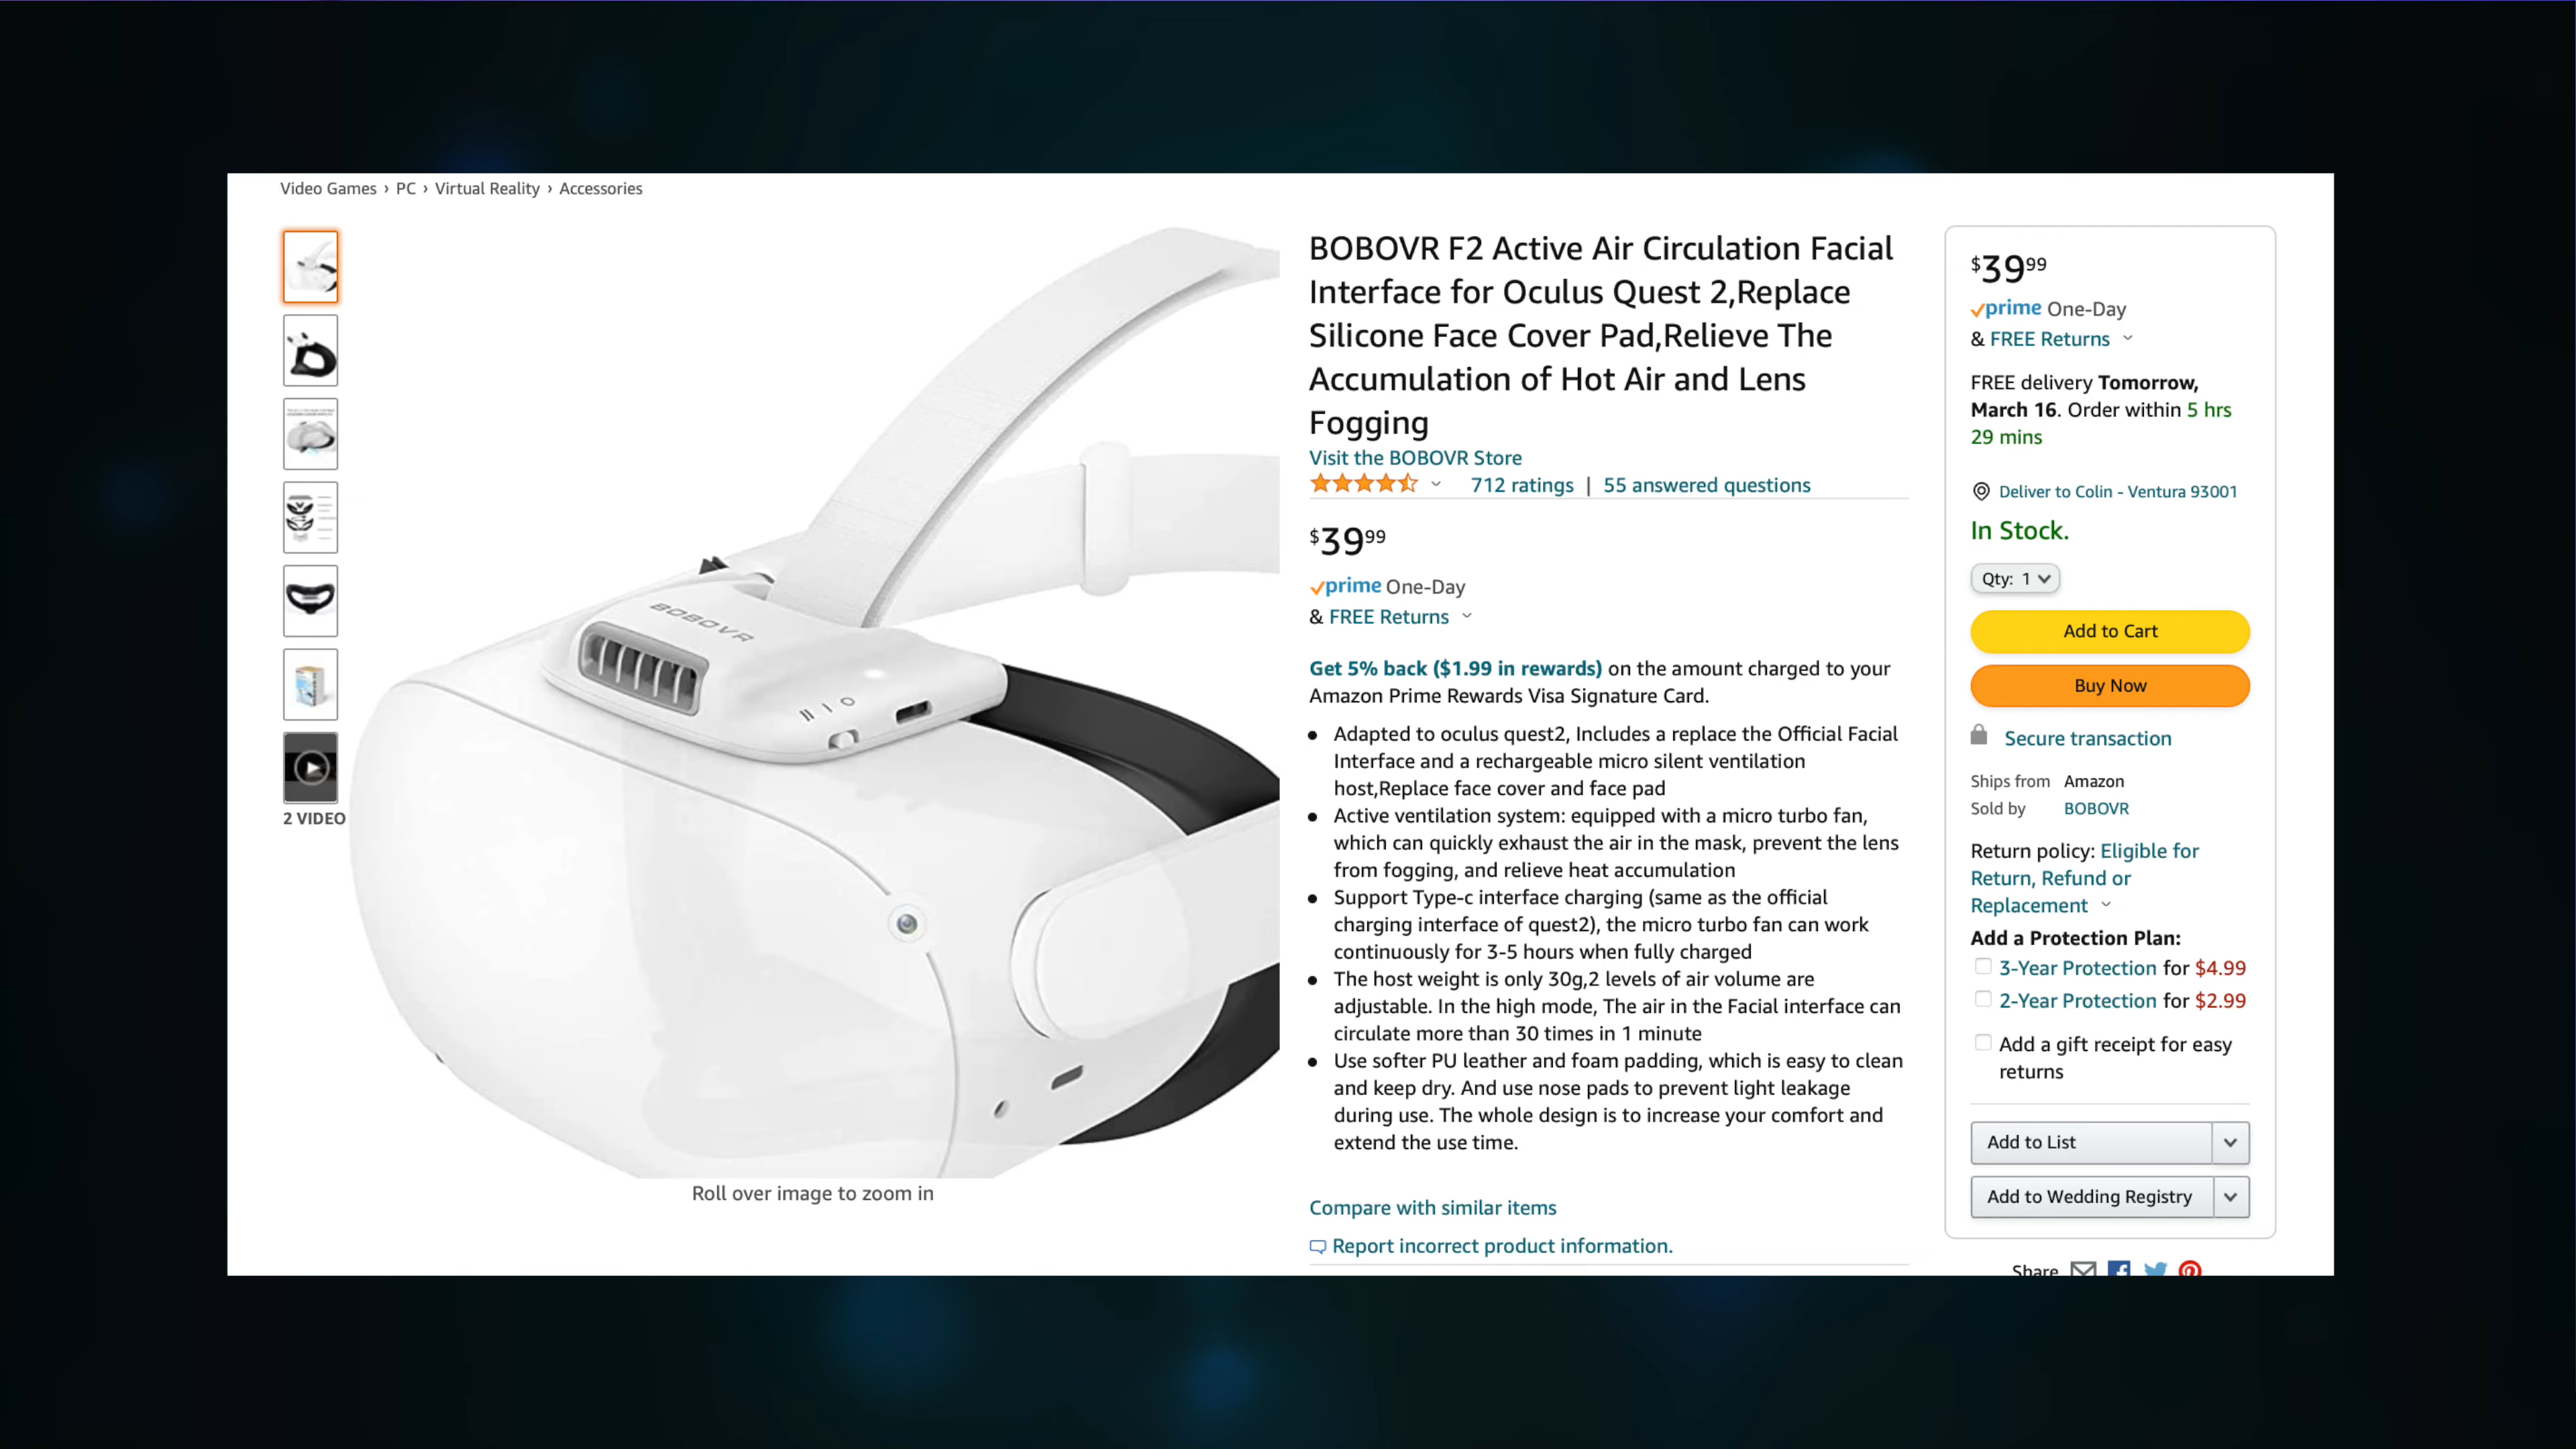 Video Games › PC › Virtual Reality › Accessories
2 VIDEO
BOBOVR
Roll over image to zoom in
BOBOVR F2 Active Air Circulation Facial
Interface for Oculus Quest 2,Replace
Silicone Face Cover Pad,Relieve The
Accumulation of Hot Air and Lens
Fogging
Visit the BOBOVR Store
712 ratings | 55 answered questions
$39.99
prime One-Day
& FREE Returns
Get 5% back ($1.99 in rewards) on the amount charged to your
Amazon Prime Rewards Visa Signature Card.
• Adapted to oculus quest2, Includes a replace the Official Facial
Interface and a rechargeable micro silent ventilation
host,Replace face cover and face pad
• Active ventilation system: equipped with a micro turbo fan,
which can quickly exhaust the air in the mask, prevent the lens
from fogging, and relieve heat accumulation
• Support Type-c interface charging (same as the official
charging interface of quest2), the micro turbo fan can work
continuously for 3-5 hours when fully charged
• The host weight is only 30g,2 levels of air volume are
adjustable. In the high mode, The air in the Facial interface can
circulate more than 30 times in 1 minute
• Use softer PU leather and foam padding, which is easy to clean
and keep dry. And use nose pads to prevent light leakage
during use. The whole design is to increase your comfort and
extend the use time.
Compare with similar items
Report incorrect product information.
$39.99
prime One-Day
& FREE Returns
FREE delivery Tomorrow,
March 16. Order within 5 hrs
29 mins
Deliver to Colin - Ventura 93001
In Stock.
Qty: 1
Add to Cart
Buy Now
Secure transaction
Ships from Amazon
Sold by BOBOVR
Return policy: Eligible for
Return, Refund or
Replacement
Add a Protection Plan:
3-Year Protection for $4.99
2-Year Protection for $2.99
Add a gift receipt for easy
returns
Add to List
Add to Wedding Registry
Share